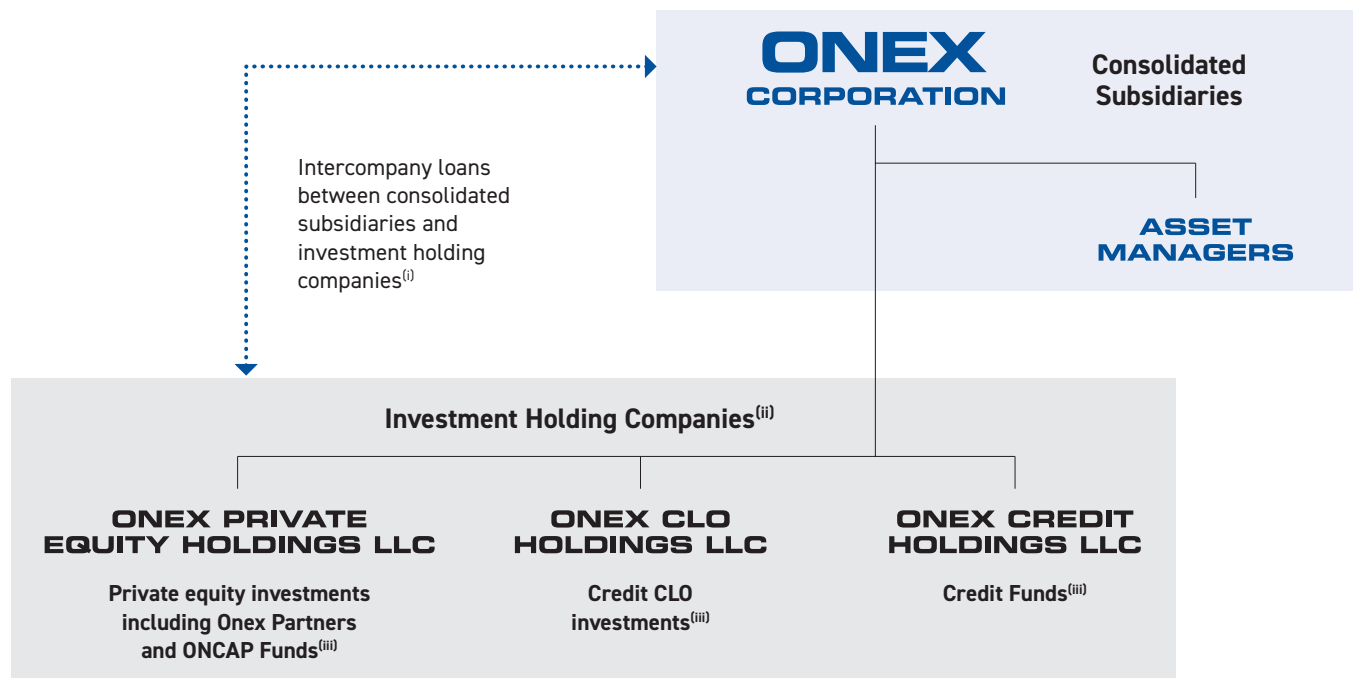 ONEX
CORPORATION
Consolidated
Subsidiaries
Intercompany loans
between consolidated
subsidiaries and
investment holding
companies(i)
ASSET
MANAGERS
Investment Holding Companies(ii)
ONEX PRIVATE
EQUITY HOLDINGS LLC
Private equity investments
including Onex Partners
and ONCAP Funds(iii)
ONEX CLO
HOLDINGS LLC
Credit CLO
investments(iii)
ONEX CREDIT
HOLDINGS LLC
Credit Funds(iii)